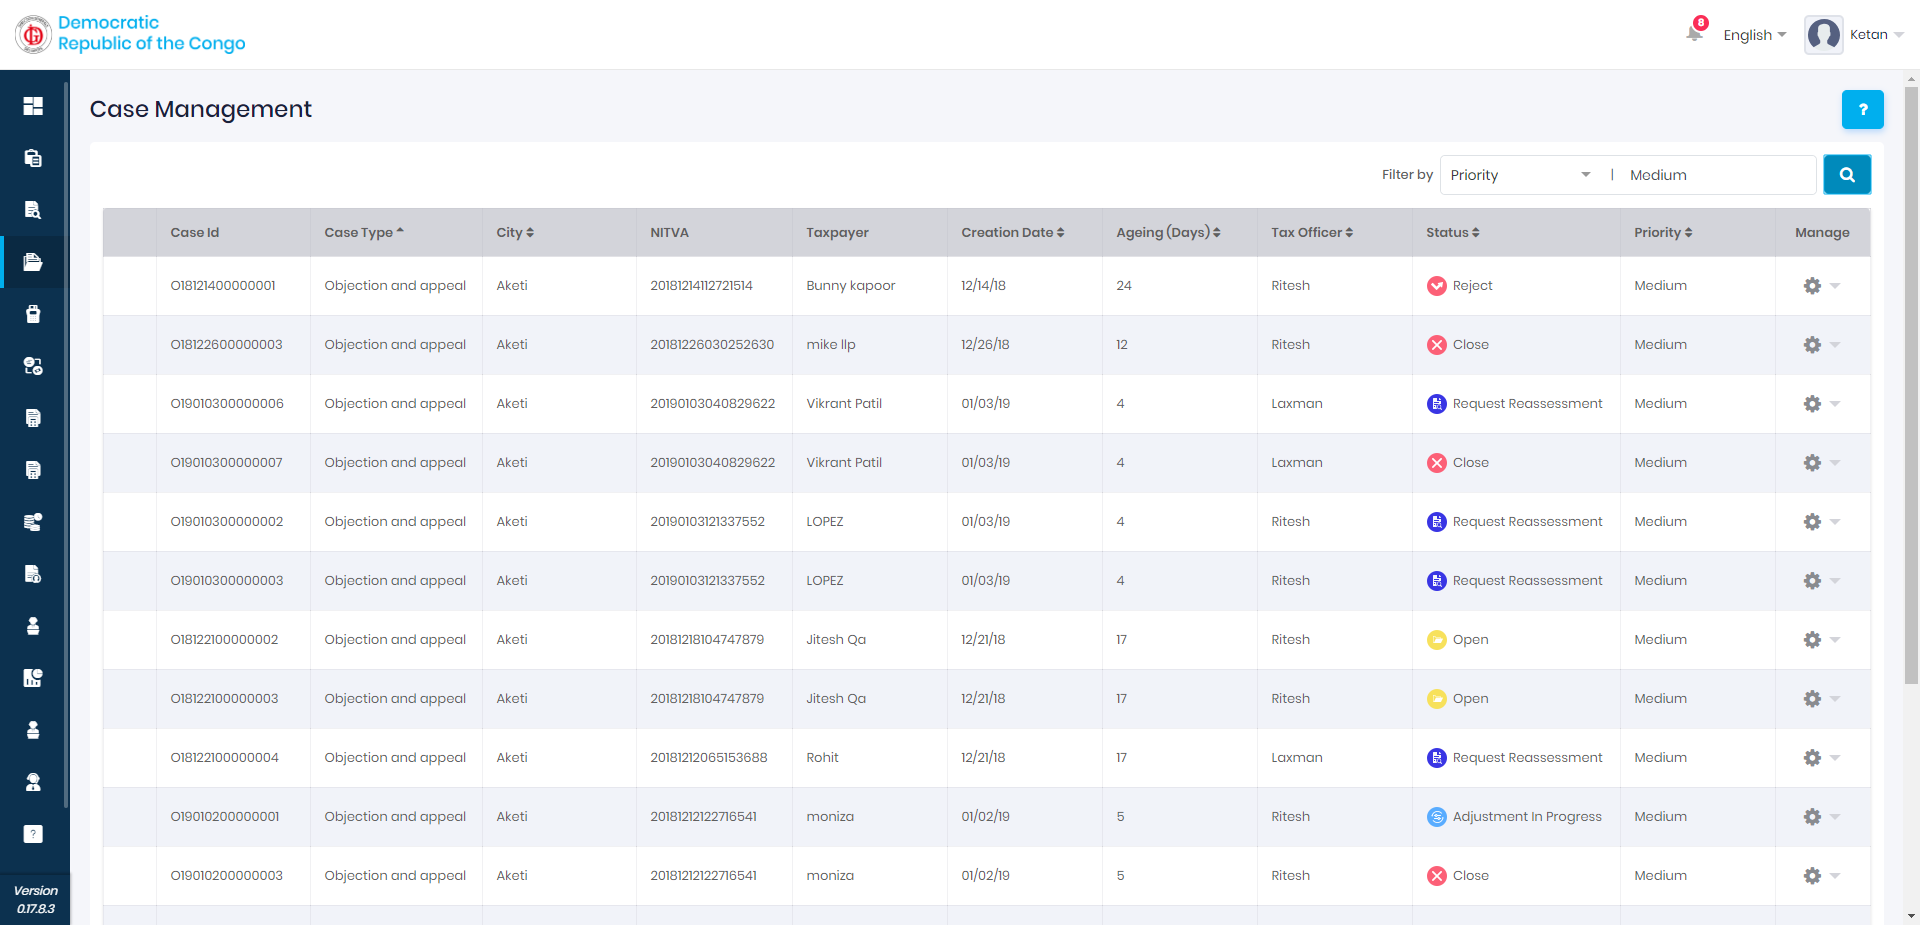 Democratic
Republic of the Congo
8
English
Ketan
Case Management
?
Filter by Priority | Medium
Case Id Case Type City NITVA Taxpayer Creation Date Ageing (Days) Tax Officer Status Priority Manage
O18121400000001 Objection and appeal Aketi 20181214112721514 Bunny kapoor 12/14/18 24 Ritesh Reject Medium
O18122600000003 Objection and appeal Aketi 20181226030252630 mike llp 12/26/18 12 Ritesh Close Medium
O19010300000006 Objection and appeal Aketi 20190103040829622 Vikrant Patil 01/03/19 4 Laxman Request Reassessment Medium
O19010300000007 Objection and appeal Aketi 20190103040829622 Vikrant Patil 01/03/19 4 Laxman Close Medium
O19010300000002 Objection and appeal Aketi 20190103121337552 LOPEZ 01/03/19 4 Ritesh Request Reassessment Medium
O19010300000003 Objection and appeal Aketi 20190103121337552 LOPEZ 01/03/19 4 Ritesh Request Reassessment Medium
O18122100000002 Objection and appeal Aketi 20181218104747879 Jitesh Qa 12/21/18 17 Ritesh Open Medium
O18122100000003 Objection and appeal Aketi 20181218104747879 Jitesh Qa 12/21/18 17 Ritesh Open Medium
O18122100000004 Objection and appeal Aketi 20181212065153688 Rohit 12/21/18 17 Laxman Request Reassessment Medium
O19010200000001 Objection and appeal Aketi 20181212122716541 moniza 01/02/19 5 Ritesh Adjustment In Progress Medium
O19010200000003 Objection and appeal Aketi 20181212122716541 moniza 01/02/19 5 Ritesh Close Medium
?
Version
0.17.8.3